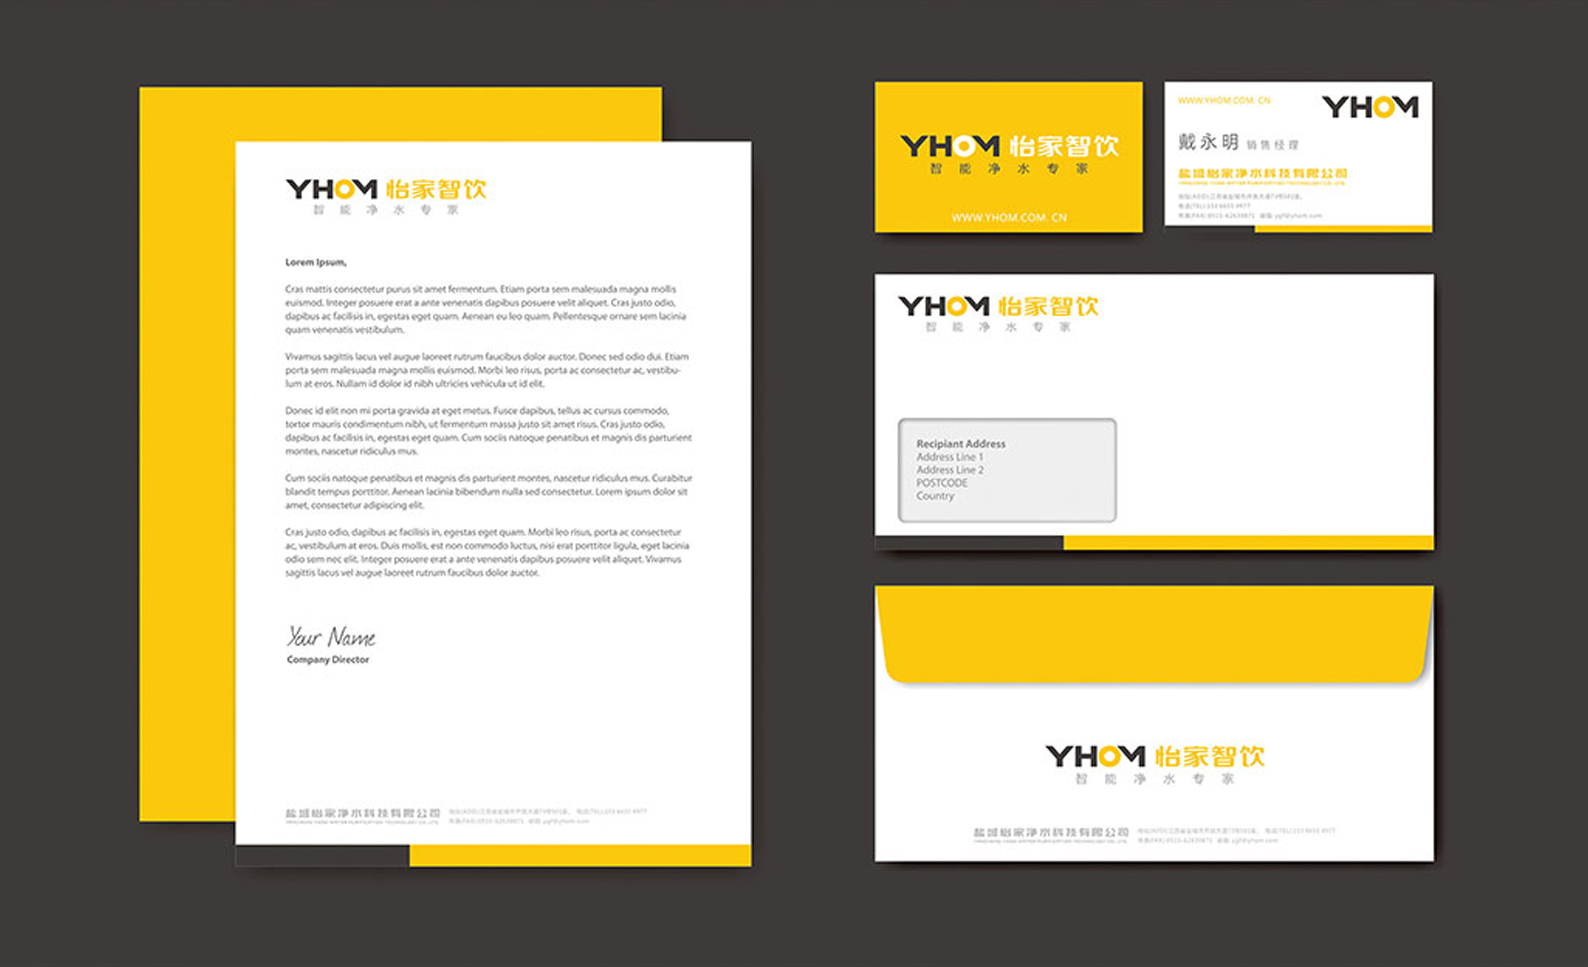 YHOM 怡家智饮
智能净水专家
Lorem Ipsum,
Cras mattis consectetur purus sit amet fermentum. Etiam porta sem malesuada magna mollis
euismod. Integer posuere erat a ante venenatis dapibus posuere velit aliquet. Cras justo odio,
dapibus ac facilisis in, egestas eget quam. Aenean eu leo quam. Pellentesque ornare sem lacinia
quam venenatis vestibulum.
Vivamus sagittis lacus vel augue laoreet rutrum faucibus dolor auctor. Donec sed odio dui. Etiam
porta sem malesuada magna mollis euismod. Morbi leo risus, porta ac consectetur ac, vestibu-
lum at eros. Nullam id dolor id nibh ultricies vehicula ut id elit.
Donec id elit non mi porta gravida at eget metus. Fusce dapibus, tellus ac cursus commodo,
tortor mauris condimentum nibh, ut fermentum massa justo sit amet risus. Cras justo odio,
dapibus ac facilisis in, egestas eget quam. Cum sociis natoque penatibus et magnis dis parturient
montes, nascetur ridiculus mus.
Cum sociis natoque penatibus et magnis dis parturient montes, nascetur ridiculus mus. Curabitur
blandit tempus porttitor. Aenean lacinia bibendum nulla sed consectetur. Lorem ipsum dolor sit
amet, consectetur adipiscing elit.
Cras justo odio, dapibus ac facilisis in, egestas eget quam. Morbi leo risus, porta ac consectetur
ac, vestibulum at eros. Duis mollis, est non commodo luctus, nisi erat porttitor ligula, eget lacinia
odio sem nec elit. Integer posuere erat a ante venenatis dapibus posuere velit aliquet. Vivamus
sagittis lacus vel augue laoreet rutrum faucibus dolor auctor.
Your Name
Company Director
盐城怡家净水科技有限公司
YHOM 怡家智饮
智能净水专家
WWW.YHOM.COM. CN
WWW.YHOM.COM. CN
YHOM
戴永明 销售经理
盐城怡家净水科技有限公司
YHOM 怡家智饮
智能净水专家
Recipiant Address
Address Line 1
Address Line 2
POSTCODE
Country
YHOM 怡家智饮
智能净水专家
盐城怡家净水科技有限公司